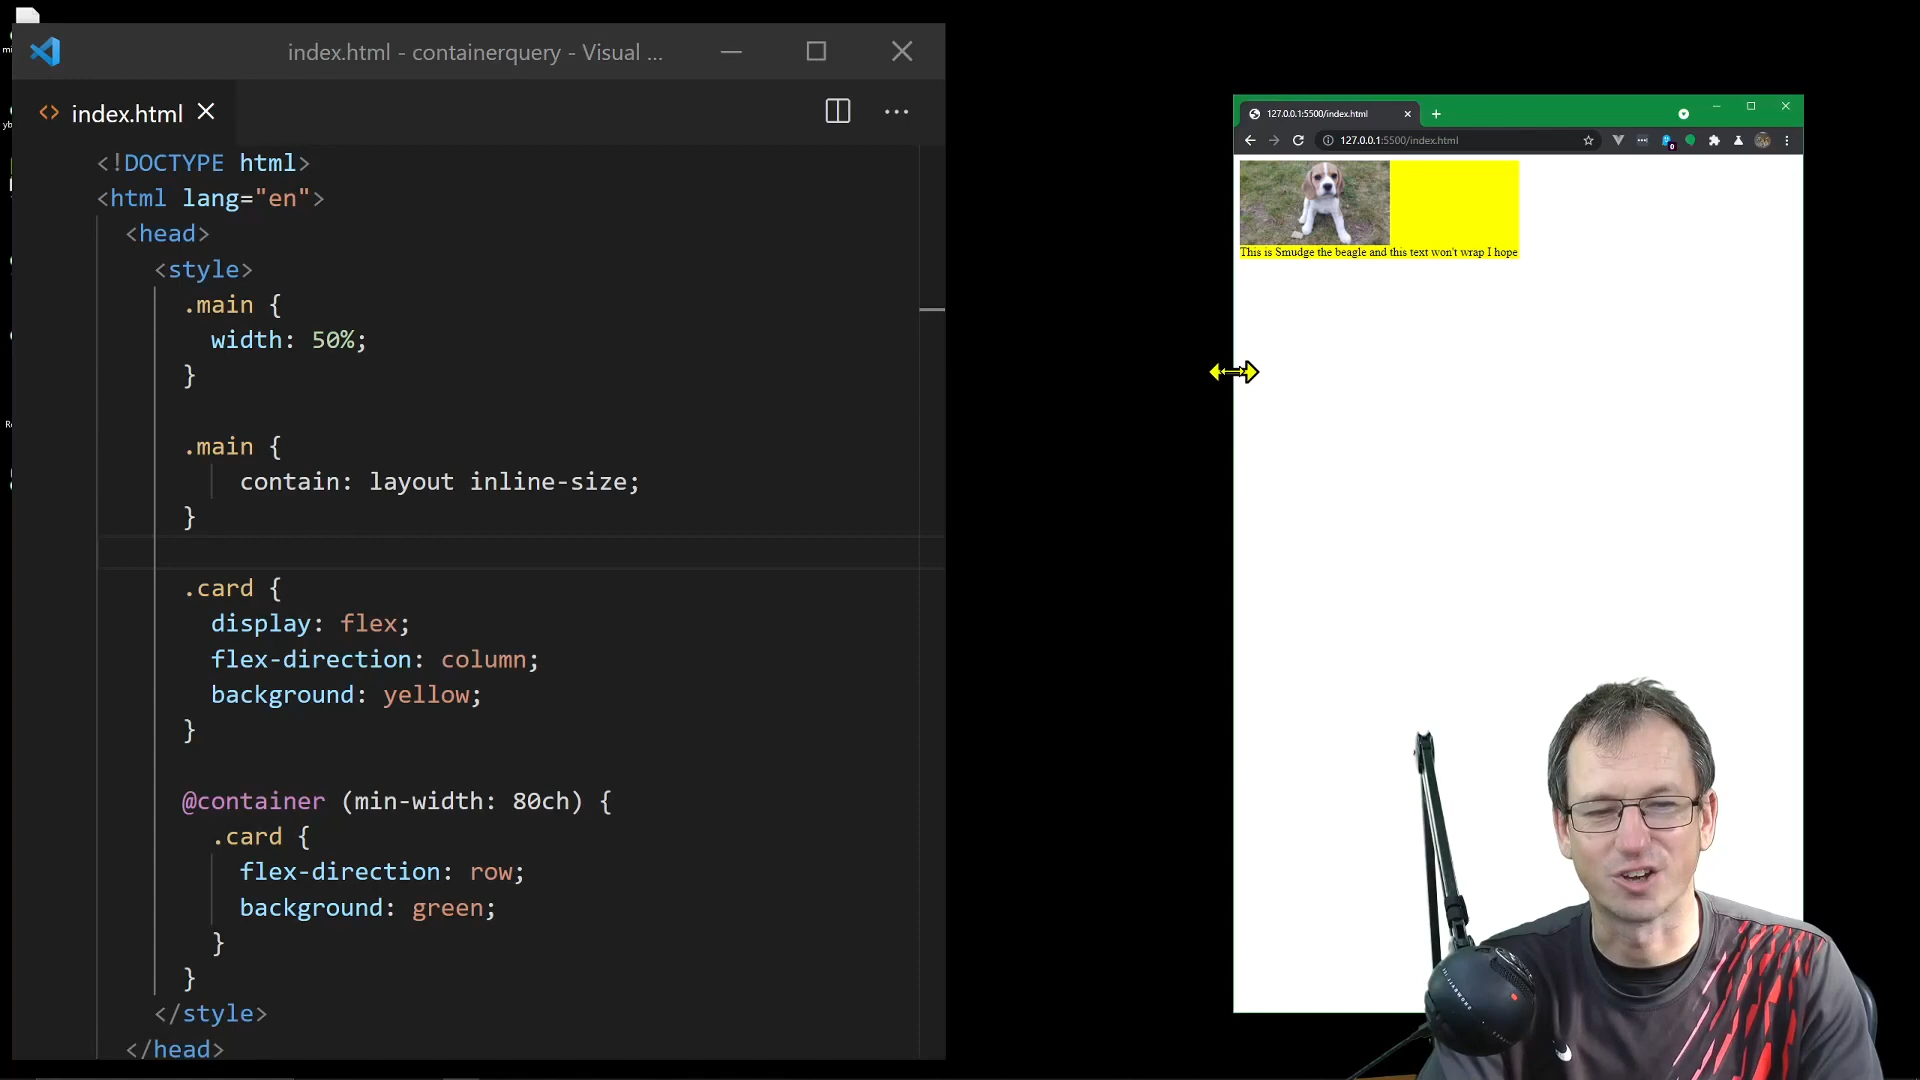 index.html - containerquery - Visual ...
index.html
<!DOCTYPE html>
<html lang="en">
<head>
<style>
.main {
width: 50%;
}
.main {
contain: layout inline-size;
}
.card {
display: flex;
flex-direction: column;
background: yellow;
}
@container (min-width: 80ch) {
.card {
flex-direction: row;
background: green;
}
}
</style>
</head>
127.0.0.1:5500/index.html
127.0.0.1:5500/index.html
0
This is Smudge the beagle and this text won't wrap I hope